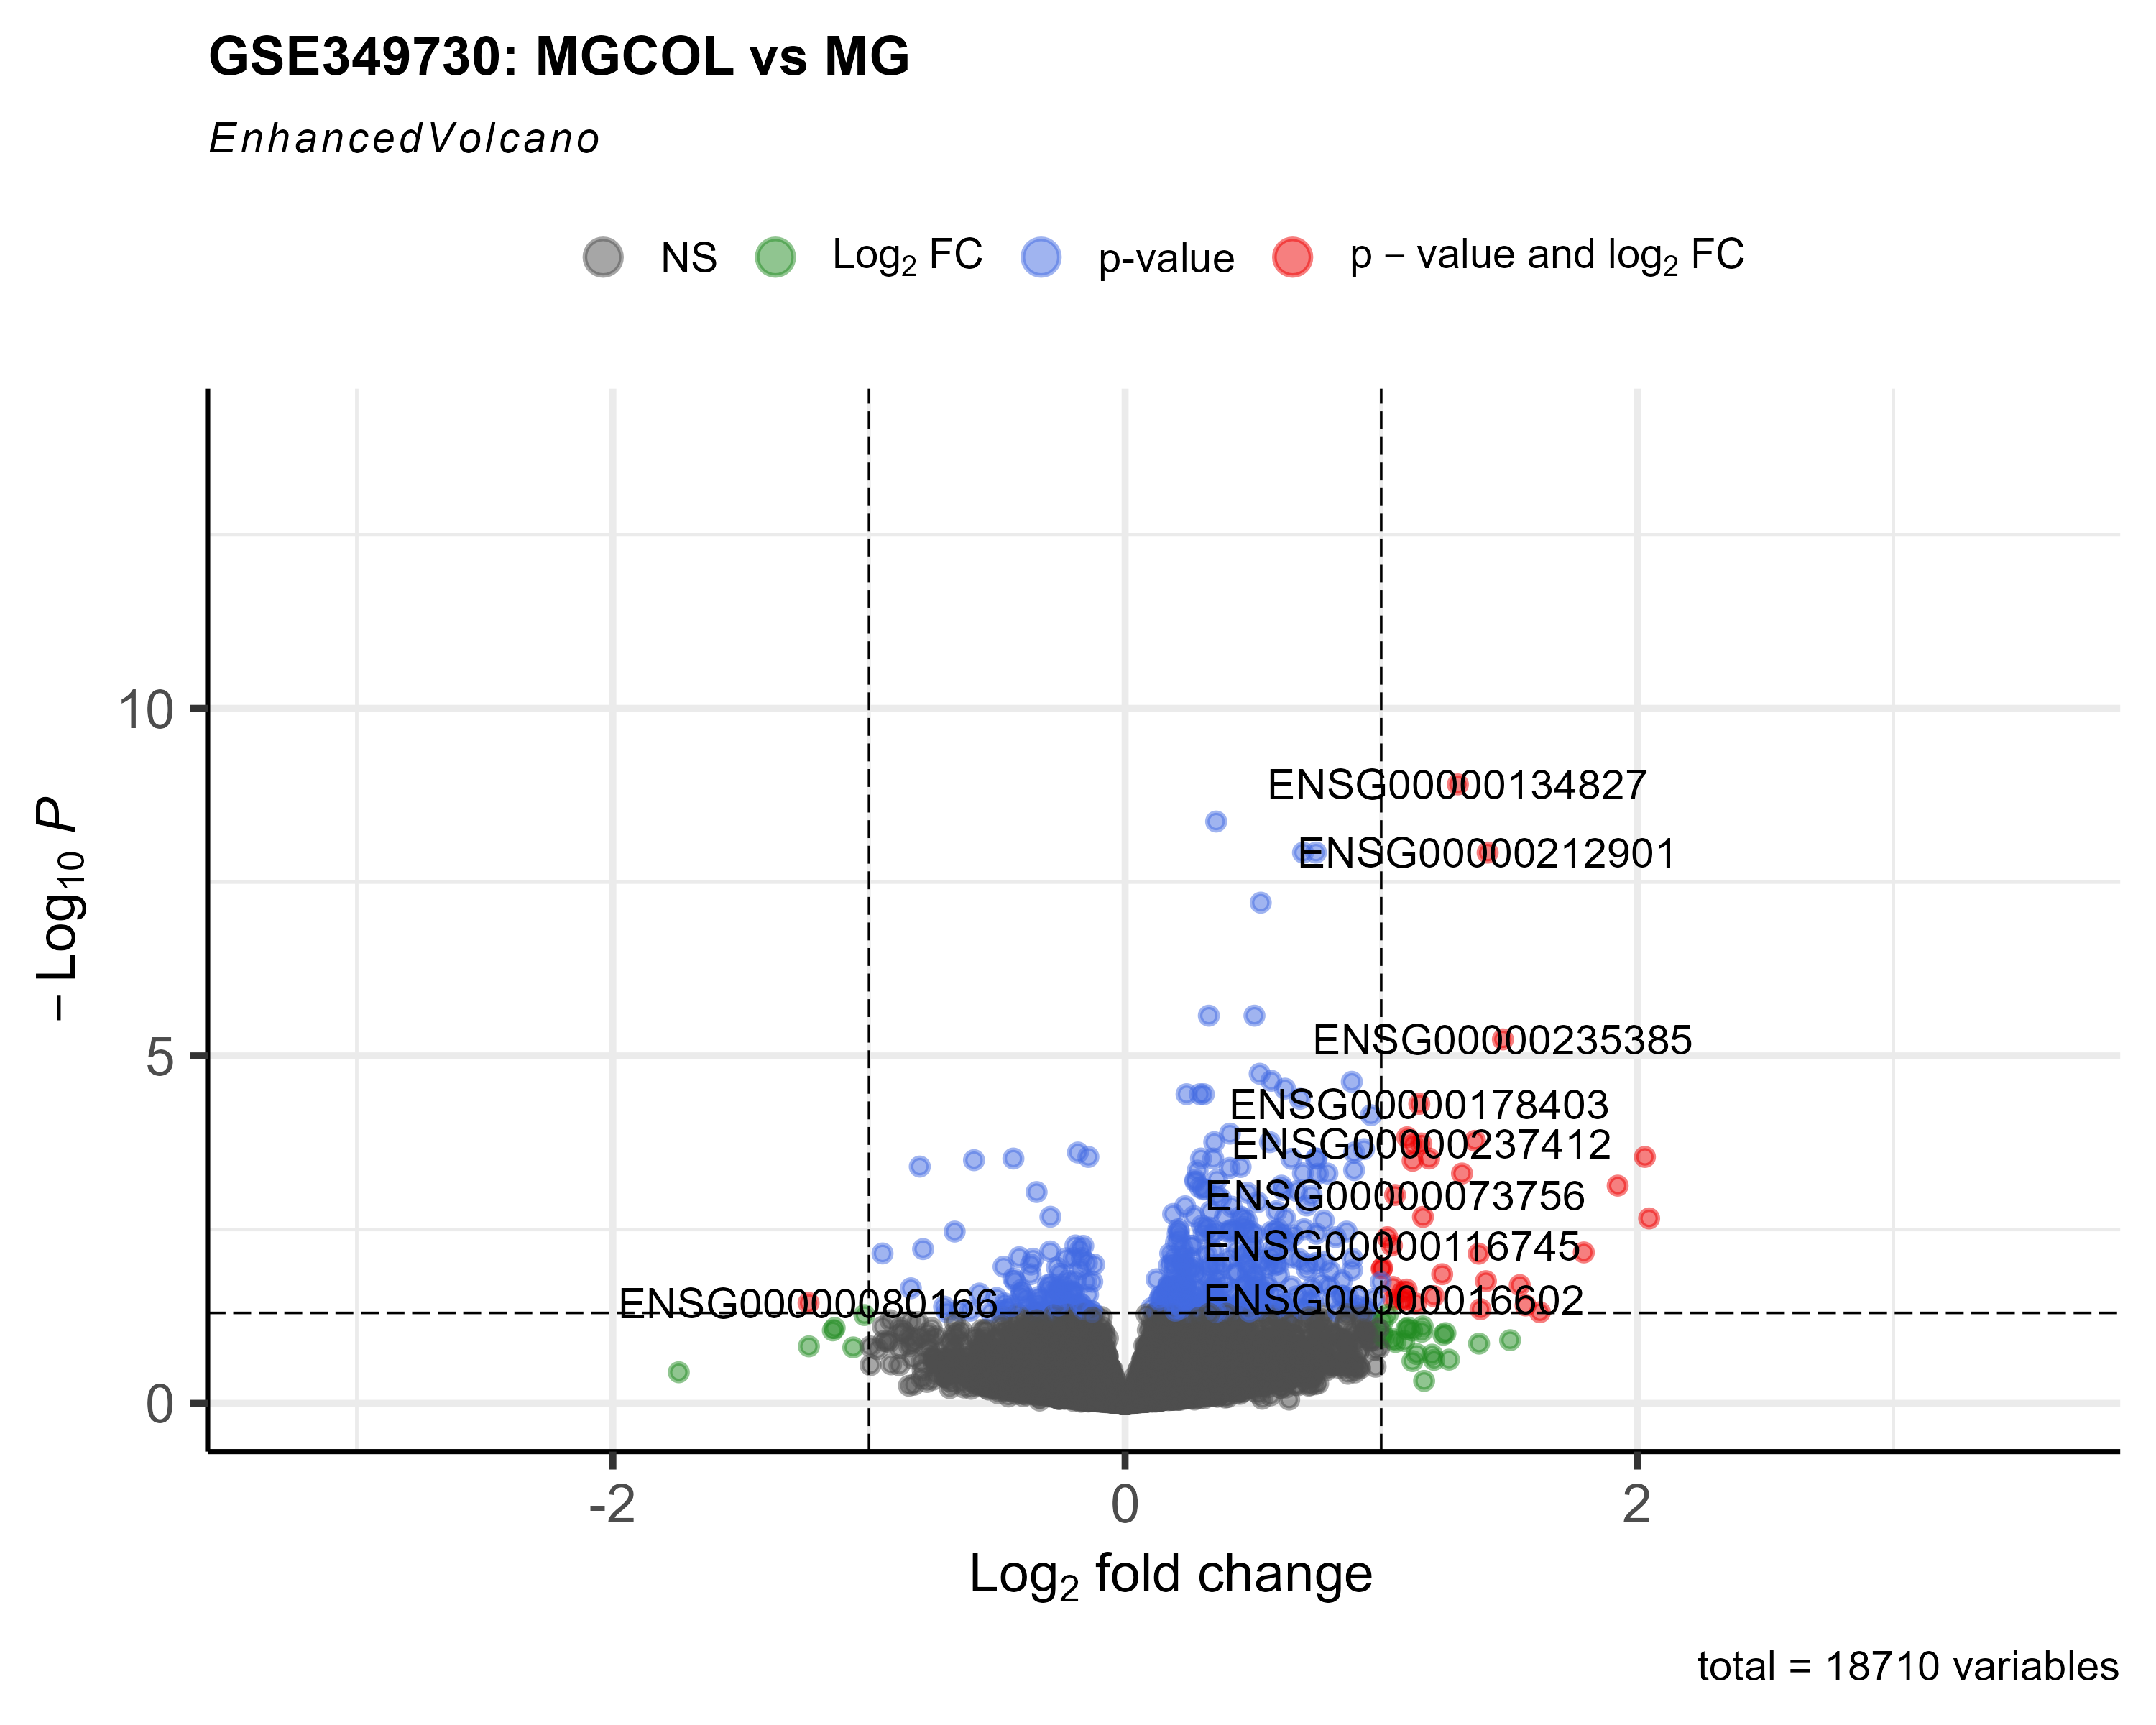 GSE349730: MGCOL vs MG
EnhancedVolcano
NS
Log₂ FC
p-value
p − value and log₂ FC
− Log₁₀ P
10
5
0
ENSG00000134827
ENSG00000212901
ENSG00000235385
ENSG00000178403
ENSG00000237412
ENSG00000073756
ENSG00000116745
ENSG00000080166
ENSG00000016602
-2
0
2
Log₂ fold change
total = 18710 variables